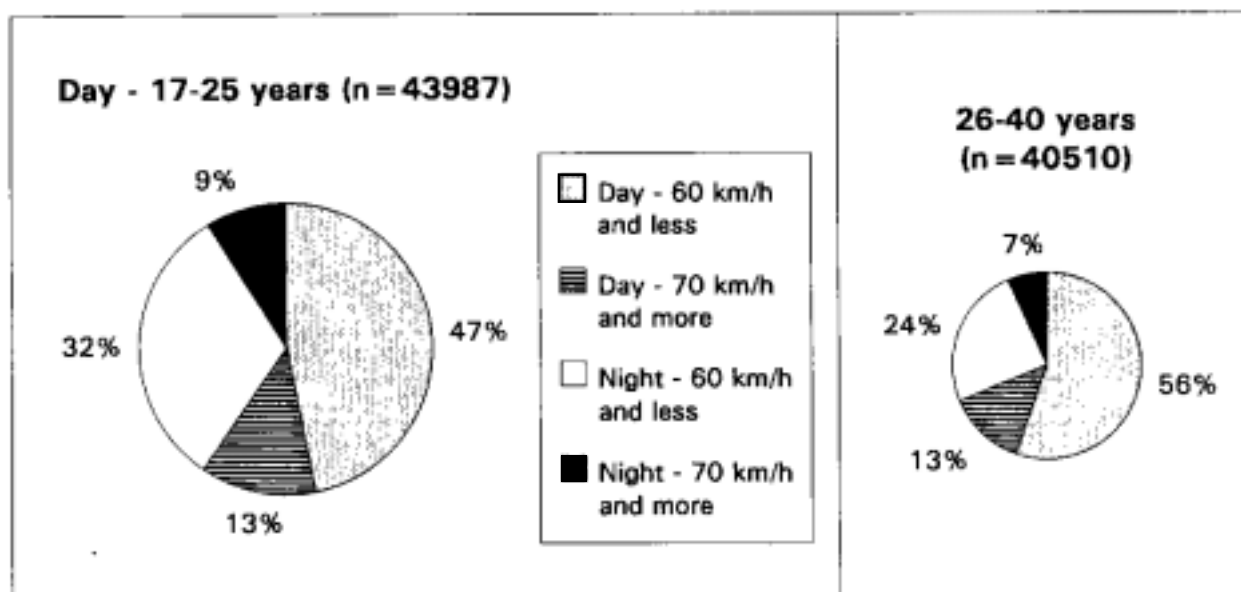 Day - 17-25 years (n=43987)
9%
47%
32%
13%
Day - 60 km/h
and less
Day - 70 km/h
and more
Night - 60 km/h
and less
Night - 70 km/h
and more
26-40 years
(n=40510)
7%
24%
56%
13%